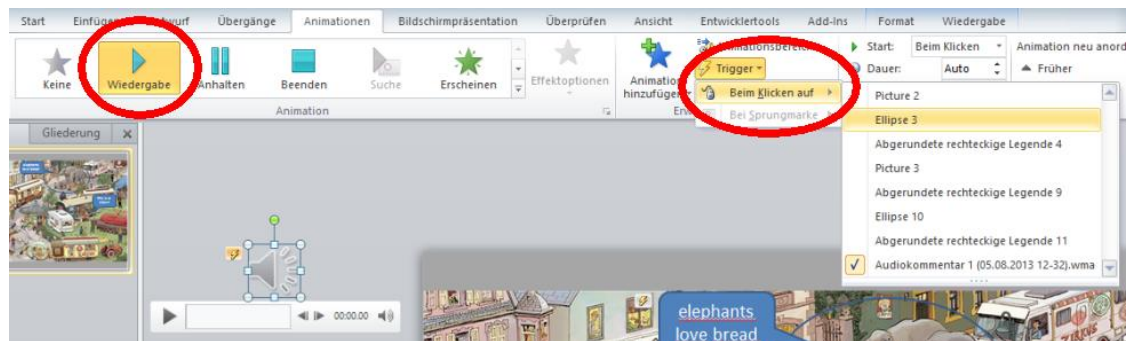 Start Einfügen Entwurf Übergänge Animationen Bildschirmpräsentation Überprüfen Ansicht Entwicklertools Add-Ins Format Wiedergabe
Keine Wiedergabe Anhalten Beenden Suche Erscheinen Effektoptionen Animation hinzufügen
Animationsbereich
Trigger
Beim Klicken auf
Bei Sprungmarke
Start: Beim Klicken
Dauer: Auto
Animation neu anord
Früher
Animation
Picture 2
Ellipse 3
Abgerundete rechteckige Legende 4
Picture 3
Abgerundete rechteckige Legende 9
Ellipse 10
Abgerundete rechteckige Legende 11
Audiokommentar 1 (05.08.2013 12-32).wma
Gliederung
00:00.00
elephants
love bread